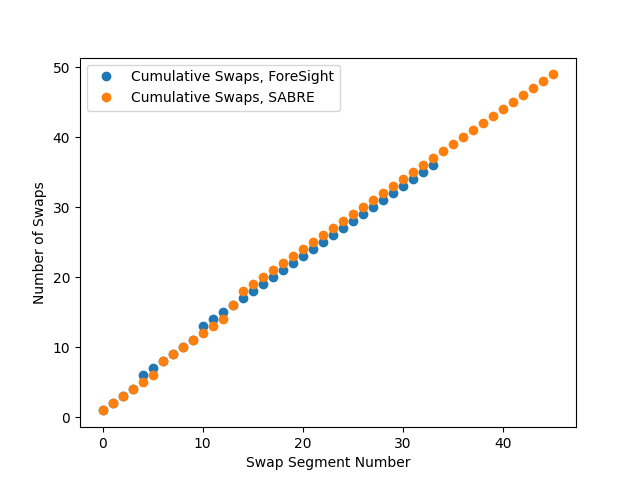 Cumulative Swaps, ForeSight
Cumulative Swaps, SABRE
Number of Swaps
50
40
30
20
10
0
0 10 20 30 40
Swap Segment Number